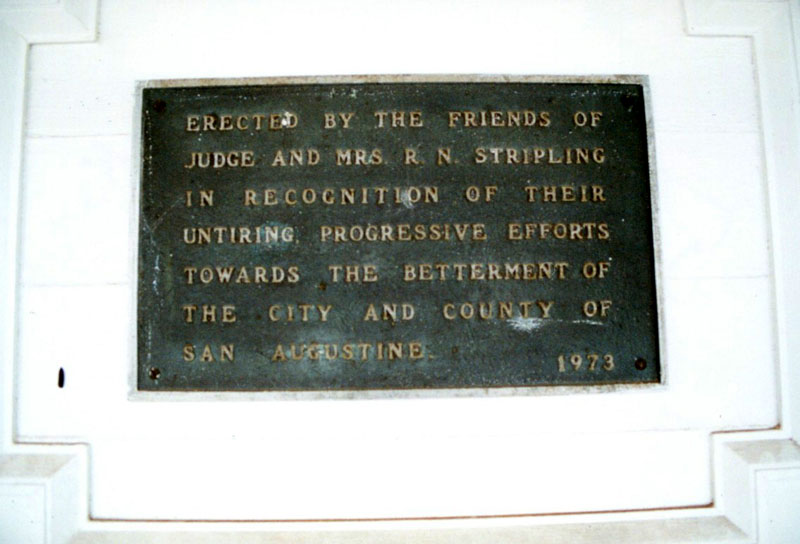 ERECTED BY THE FRIENDS OF
JUDGE AND MRS. R. N. STRIPLING
IN RECOGNITION OF THEIR
UNTIRING, PROGRESSIVE EFFORTS
TOWARDS THE BETTERMENT OF
THE CITY AND COUNTY OF
SAN AUGUSTINE. 1973